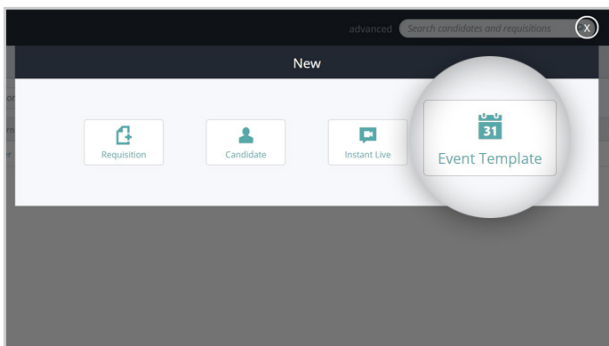 advanced Search candidates and requisitions X
New
Requisition Candidate Instant Live 31 Event Template